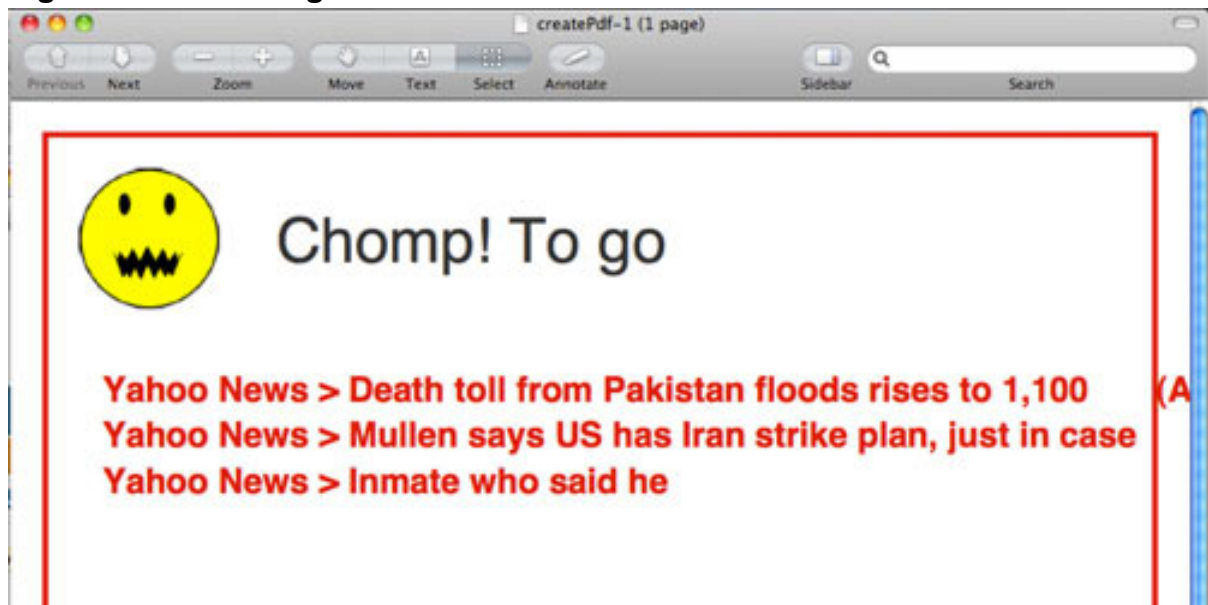 createPdf-1 (1 page)
Previous Next Zoom Move Text Select Annotate Sidebar Search
Chomp! To go
Yahoo News > Death toll from Pakistan floods rises to 1,100 (A
Yahoo News > Mullen says US has Iran strike plan, just in case
Yahoo News > Inmate who said he